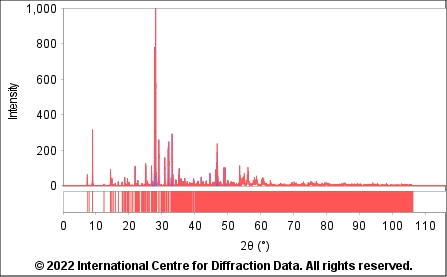 1,000
800
600
400
200
0
Intensity
0 10 20 30 40 50 60 70 80 90 100 110
2θ (°)
© 2022 International Centre for Diffraction Data. All rights reserved.